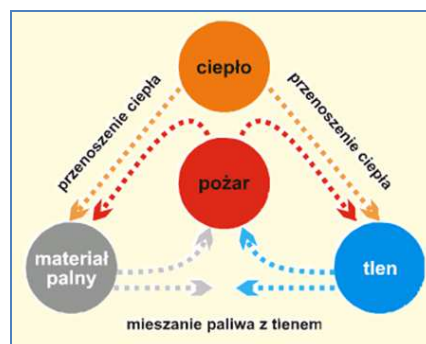 ciepło
przenoszenie ciepła
przenoszenie ciepła
pożar
materiał
palny
tlen
mieszanie paliwa z tlenem